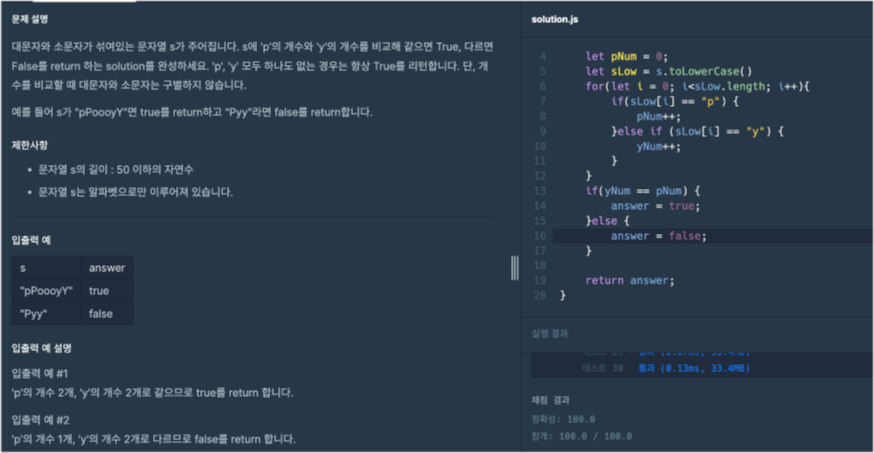 문제 설명
대문자와 소문자가 섞여있는 문자열 s가 주어집니다. s에 'p'의 개수와 'y'의 개수를 비교해 같으면 True, 다르면
False를 return 하는 solution를 완성하세요. 'p', 'y' 모두 하나도 없는 경우는 항상 True를 리턴합니다. 단, 개
수를 비교할 때 대문자와 소문자는 구별하지 않습니다.
예를 들어 s가 "pPoooyY"면 true를 return하고 "Pyy"라면 false를 return합니다.
제한사항
• 문자열 s의 길이 : 50 이하의 자연수
• 문자열 s는 알파벳으로만 이루어져 있습니다.
입출력 예
s answer
"pPoooyY" true
"Pyy" false
입출력 예 설명
입출력 예 #1
'p'의 개수 2개, 'y'의 개수 2개로 같으므로 true를 return 합니다.
입출력 예 #2
'p'의 개수 1개, 'y'의 개수 2개로 다르므로 false를 return 합니다.
solution.js
4 let pNum = 0;
5 let sLow = s.toLowerCase()
6 for(let i = 0; i<sLow.length; i++){
7 if(sLow[i] == "p") {
8 pNum++;
9 }else if (sLow[i] == "y") {
10 yNum++;
11 }
12 }
13 if(yNum == pNum) {
14 answer = true;
15 }else {
16 answer = false;
17 }
18
19 return answer;
20 }
실행 결과
테스트 30 통과 (0.13ms, 33.4MB)
채점 결과
정확성: 100.0
합계: 100.0 / 100.0